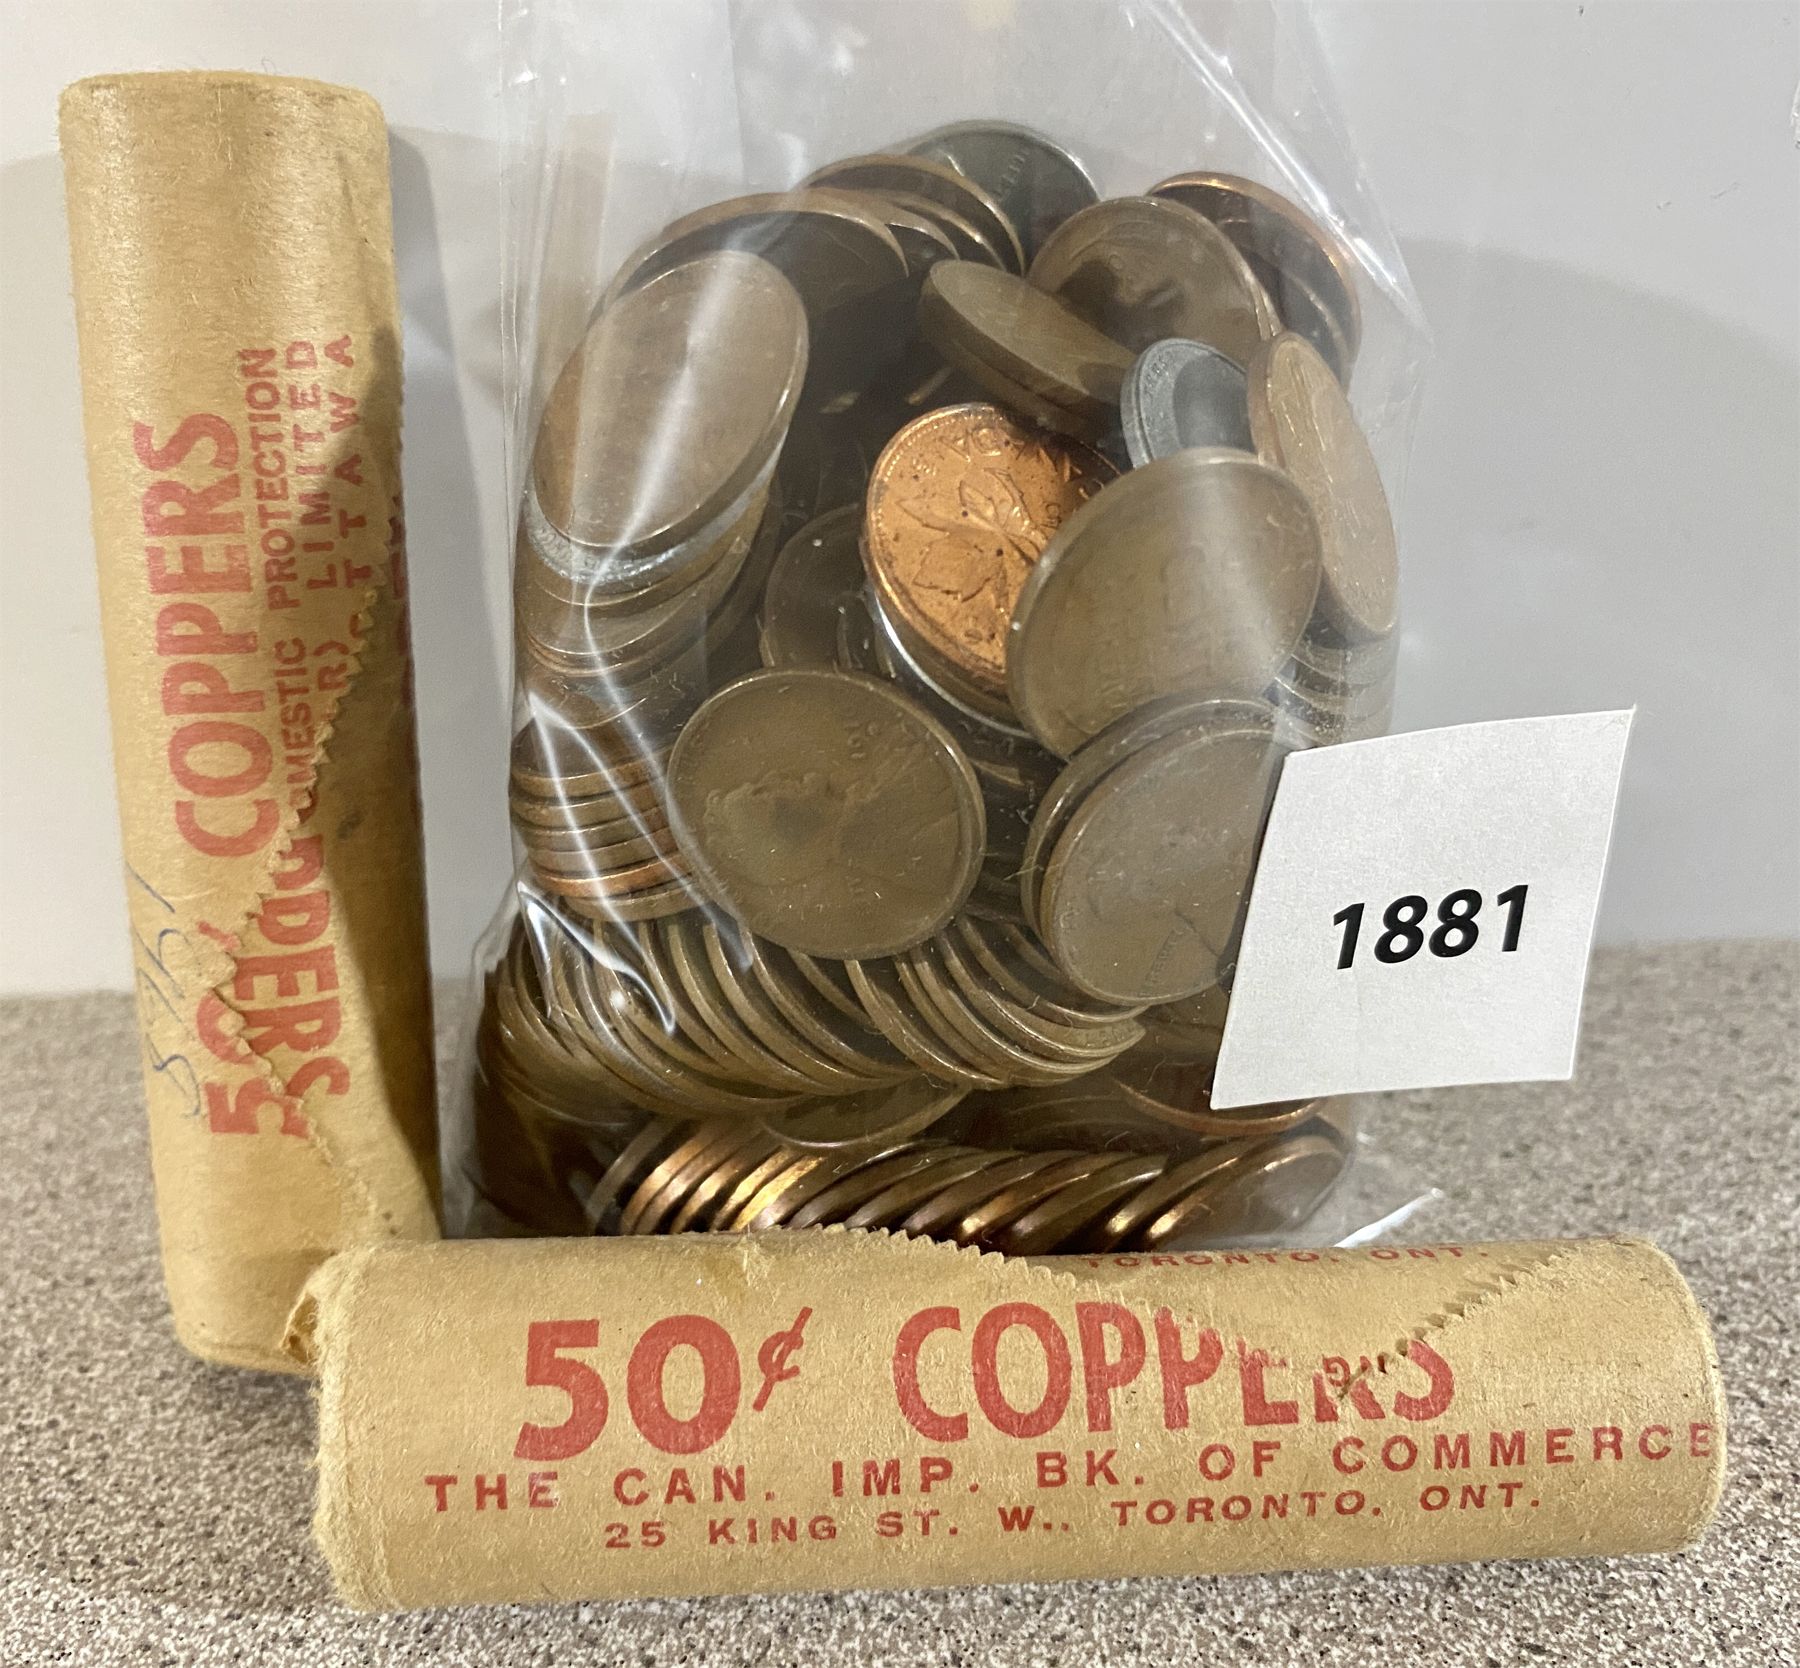 50¢ COPPERS
DOMESTIC PROTECTION
LIMITED
OTTAWA
1881
TORONTO, ONT.
50¢ COPPERS
THE CAN. IMP. BK. OF COMMERCE
25 KING ST. W., TORONTO, ONT.